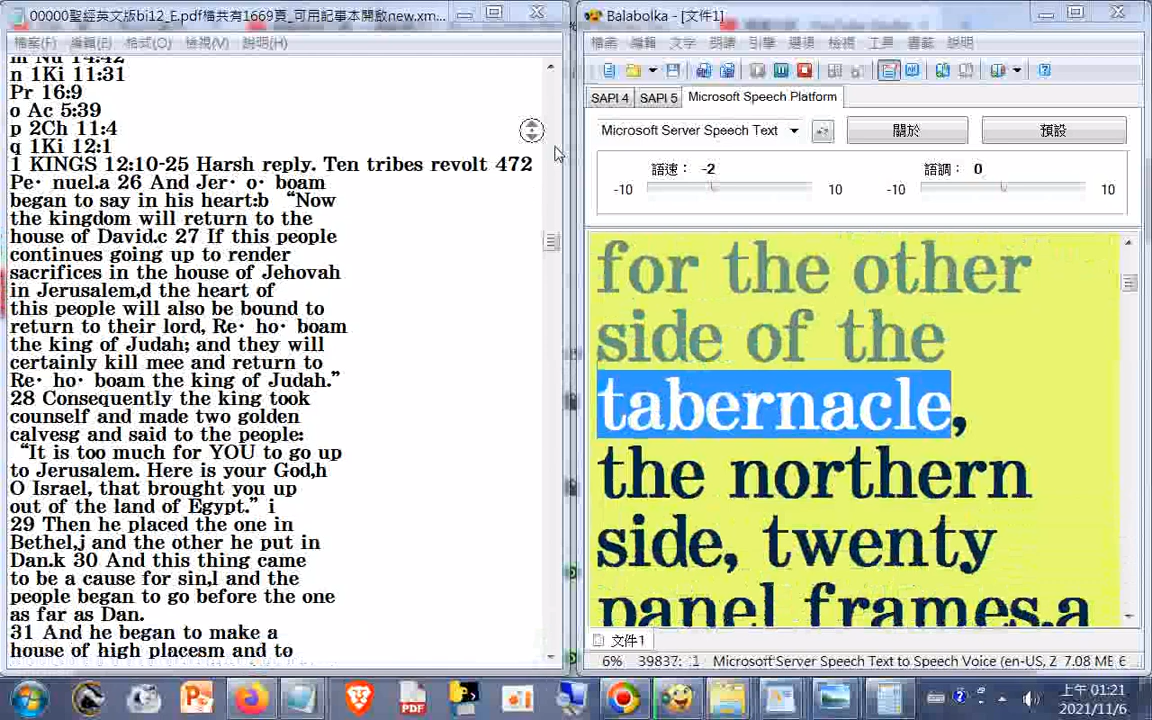 00000聖經英文版bi12_E.pdf檔共有1669頁_可用記事本開啟new.xm...
檔案(F) 編輯(E) 格式(O) 檢視(V) 說明(H)
m Nu 14:42
n 1Ki 11:31
Pr 16:9
o Ac 5:39
p 2Ch 11:4
q 1Ki 12:1
1 KINGS 12:10-25 Harsh reply. Ten tribes revolt 472
Pe· nuel.a 26 And Jer· o· boam
began to say in his heart:b “Now
the kingdom will return to the
house of David.c 27 If this people
continues going up to render
sacrifices in the house of Jehovah
in Jerusalem,d the heart of
this people will also be bound to
return to their lord, Re· ho· boam
the king of Judah; and they will
certainly kill mee and return to
Re· ho· boam the king of Judah.”
28 Consequently the king took
counself and made two golden
calvesg and said to the people:
“It is too much for YOU to go up
to Jerusalem. Here is your God,h
O Israel, that brought you up
out of the land of Egypt.” i
29 Then he placed the one in
Bethel,j and the other he put in
Dan.k 30 And this thing came
to be a cause for sin,l and the
people began to go before the one
as far as Dan.
31 And he began to make a
house of high placesm and to
Balabolka - [文件1]
檔案 編輯 文字 朗讀 引擎 選項 檢視 工具 書籤 說明
SAPI 4 SAPI 5 Microsoft Speech Platform
Microsoft Server Speech Text 關於 預設
語速: -2 語調: 0
-10 10 -10 10
for the other
side of the
tabernacle,
the northern
side, twenty
panel frames,a
文件1
6% 39837: 1 Microsoft Server Speech Text to Speech Voice (en-US, Z 7.08 MB 6
上午 01:21
2021/11/6